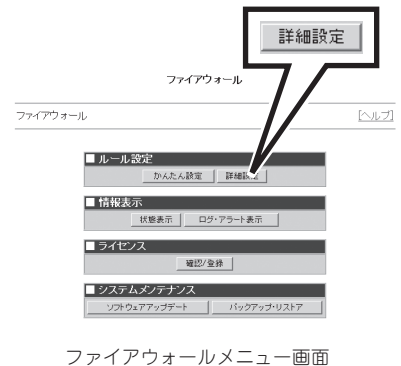 詳細設定
ファイアウォール
ファイアウォール [ヘルプ]
■ ルール設定
かんたん設定 詳細設定
■ 情報表示
状態表示 ログ・アラート表示
■ ライセンス
確認/登録
■ システムメンテナンス
ソフトウェアアップデート バックアップ・リストア
ファイアウォールメニュー画面